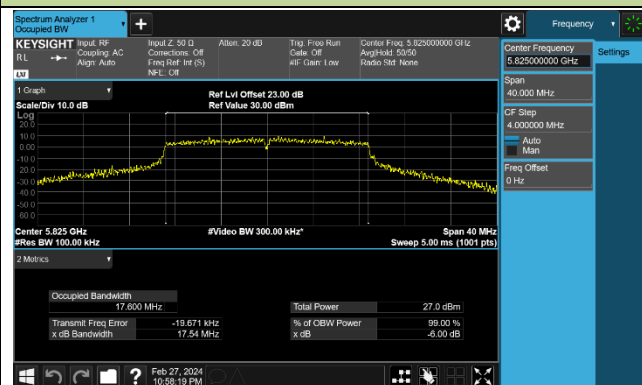 Spectrum Analyzer 1
Occupied BW
+
Frequency
KEYSIGHT
RL
LXI
Input: RF
Coupling: AC
Align: Auto
Input Z: 50 Ω
Corrections: Off
Freq Ref: Int (S)
NFE: Off
Atten: 20 dB
Trig: Free Run
Gate: Off
#IF Gain: Low
Center Freq: 5.825000000 GHz
Avg|Hold: 50/50
Radio Std: None
1 Graph
Scale/Div 10.0 dB
Ref Lvl Offset 23.00 dB
Ref Value 30.00 dBm
Log
20.0
10.0
0.00
-10.0
-20.0
-30.0
-40.0
-50.0
-60.0
Center 5.825 GHz
#Res BW 100.00 kHz
#Video BW 300.00 kHz*
Span 40 MHz
Sweep 5.00 ms (1001 pts)
2 Metrics
Occupied Bandwidth
17.600 MHz
Total Power
27.0 dBm
Transmit Freq Error
-19.671 kHz
% of OBW Power
99.00 %
x dB Bandwidth
17.54 MHz
x dB
-6.00 dB
Center Frequency
5.825000000 GHz
Settings
Span
40.000 MHz
CF Step
4.000000 MHz
Auto
Man
Freq Offset
0 Hz
?
Feb 27, 2024
10:58:19 PM